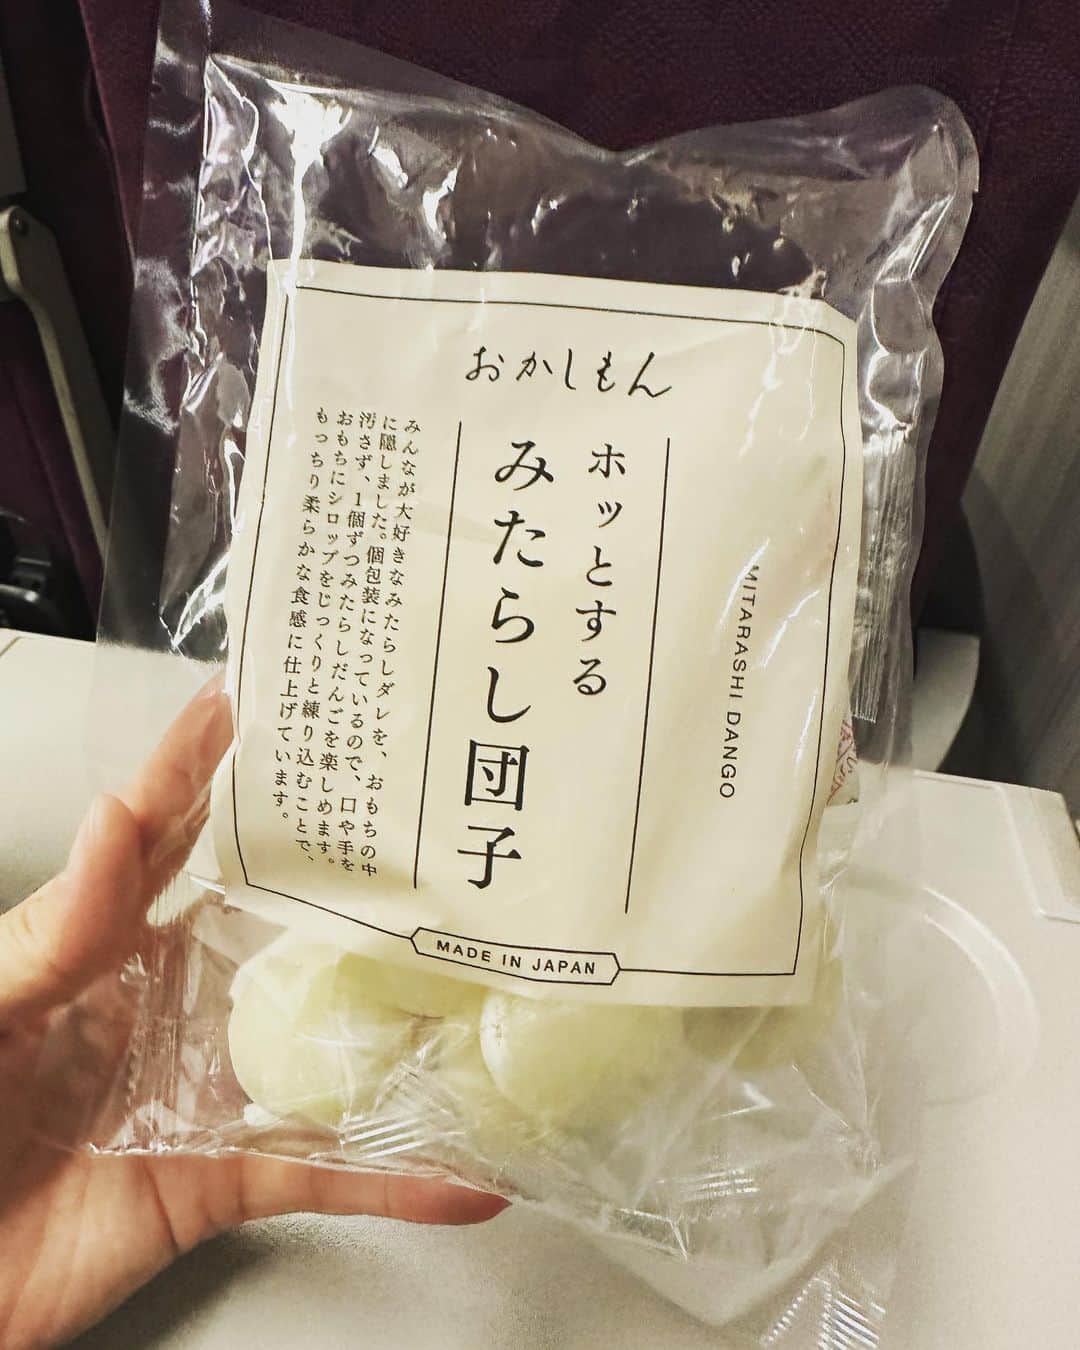 おかしもん
MITARASHI DANGO
ホッとする
みたらし団子
みんなが大好きなみたらしダレを、おもちの中
に隠しました。個包装になっているので、口や手を
汚さず、1個ずつみたらしだんごを楽しめます。
おもちにシロップをじっくりと練り込むことで、
もっちり柔らかな食感に仕上げています。
MADE IN JAPAN